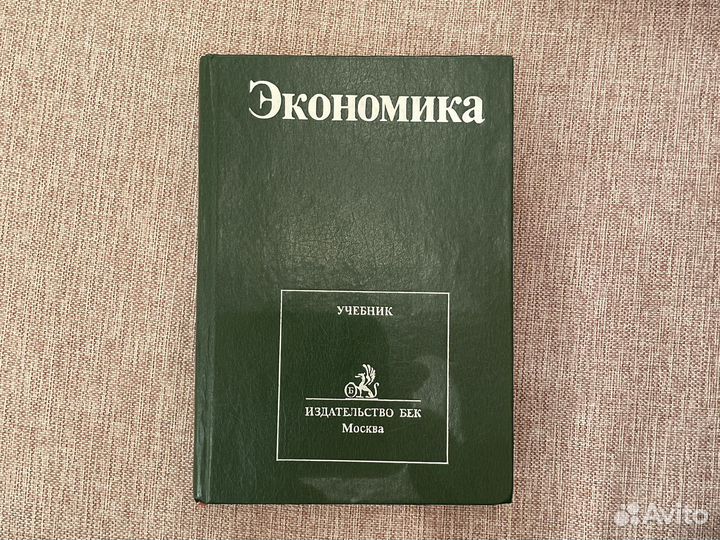 Экономика
УЧЕБНИК
Б
ИЗДАТЕЛЬСТВО БЕК
Москва
Avito